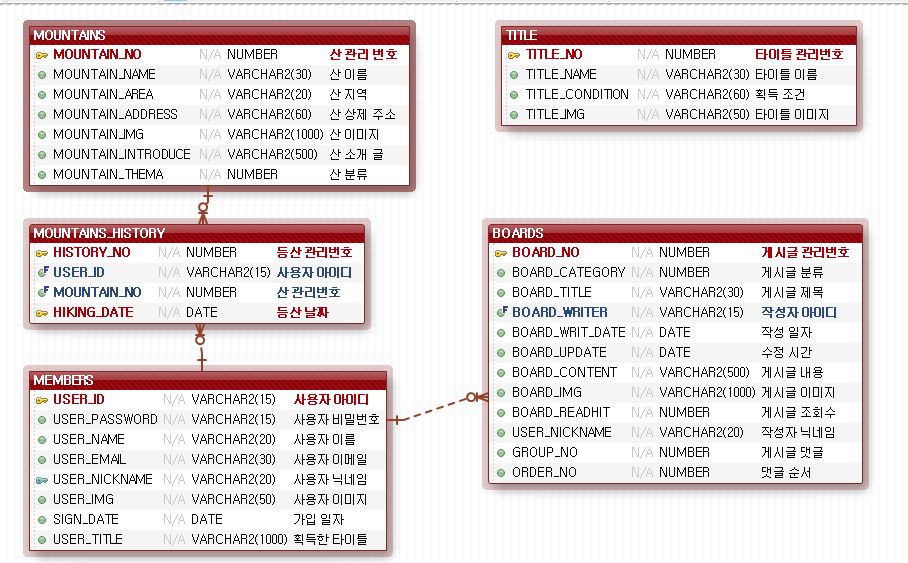 MOUNTAINS
MOUNTAIN_NO N/A NUMBER 산 관리 번호
MOUNTAIN_NAME N/A VARCHAR2(30) 산 이름
MOUNTAIN_AREA N/A VARCHAR2(20) 산 지역
MOUNTAIN_ADDRESS N/A VARCHAR2(60) 산 상제 주소
MOUNTAIN_IMG N/A VARCHAR2(1000) 산 이미지
MOUNTAIN_INTRODUCE N/A VARCHAR2(500) 산 소개 글
MOUNTAIN_THEMA N/A NUMBER 산 분류
TITLE
TITLE_NO N/A NUMBER 타이틀 관리번호
TITLE_NAME N/A VARCHAR2(30) 타이틀 이름
TITLE_CONDITION N/A VARCHAR2(60) 획득 조건
TITLE_IMG N/A VARCHAR2(50) 타이틀 이미지
MOUNTAINS_HISTORY
HISTORY_NO N/A NUMBER 등산 관리번호
USER_ID N/A VARCHAR2(15) 사용자 아이디
MOUNTAIN_NO N/A NUMBER 산 관리번호
HIKING_DATE N/A DATE 등산 날짜
BOARDS
BOARD_NO N/A NUMBER 게시글 관리번호
BOARD_CATEGORY N/A NUMBER 게시글 분류
BOARD_TITLE N/A VARCHAR2(30) 게시글 제목
BOARD_WRITER N/A VARCHAR2(15) 작성자 아이디
BOARD_WRIT_DATE N/A DATE 작성 일자
BOARD_UPDATE N/A DATE 수정 시간
BOARD_CONTENT N/A VARCHAR2(500) 게시글 내용
BOARD_IMG N/A VARCHAR2(1000) 게시글 이미지
BOARD_READHIT N/A NUMBER 게시글 조회수
USER_NICKNAME N/A VARCHAR2(20) 작성자 닉네임
GROUP_NO N/A NUMBER 게시글 댓글
ORDER_NO N/A NUMBER 댓글 순서
MEMBERS
USER_ID N/A VARCHAR2(15) 사용자 아이디
USER_PASSWORD N/A VARCHAR2(15) 사용자 비밀번호
USER_NAME N/A VARCHAR2(20) 사용자 이름
USER_EMAIL N/A VARCHAR2(30) 사용자 이메일
USER_NICKNAME N/A VARCHAR2(20) 사용자 닉네임
USER_IMG N/A VARCHAR2(50) 사용자 이미지
SIGN_DATE N/A DATE 가입 일자
USER_TITLE N/A VARCHAR2(1000) 획득한 타이틀